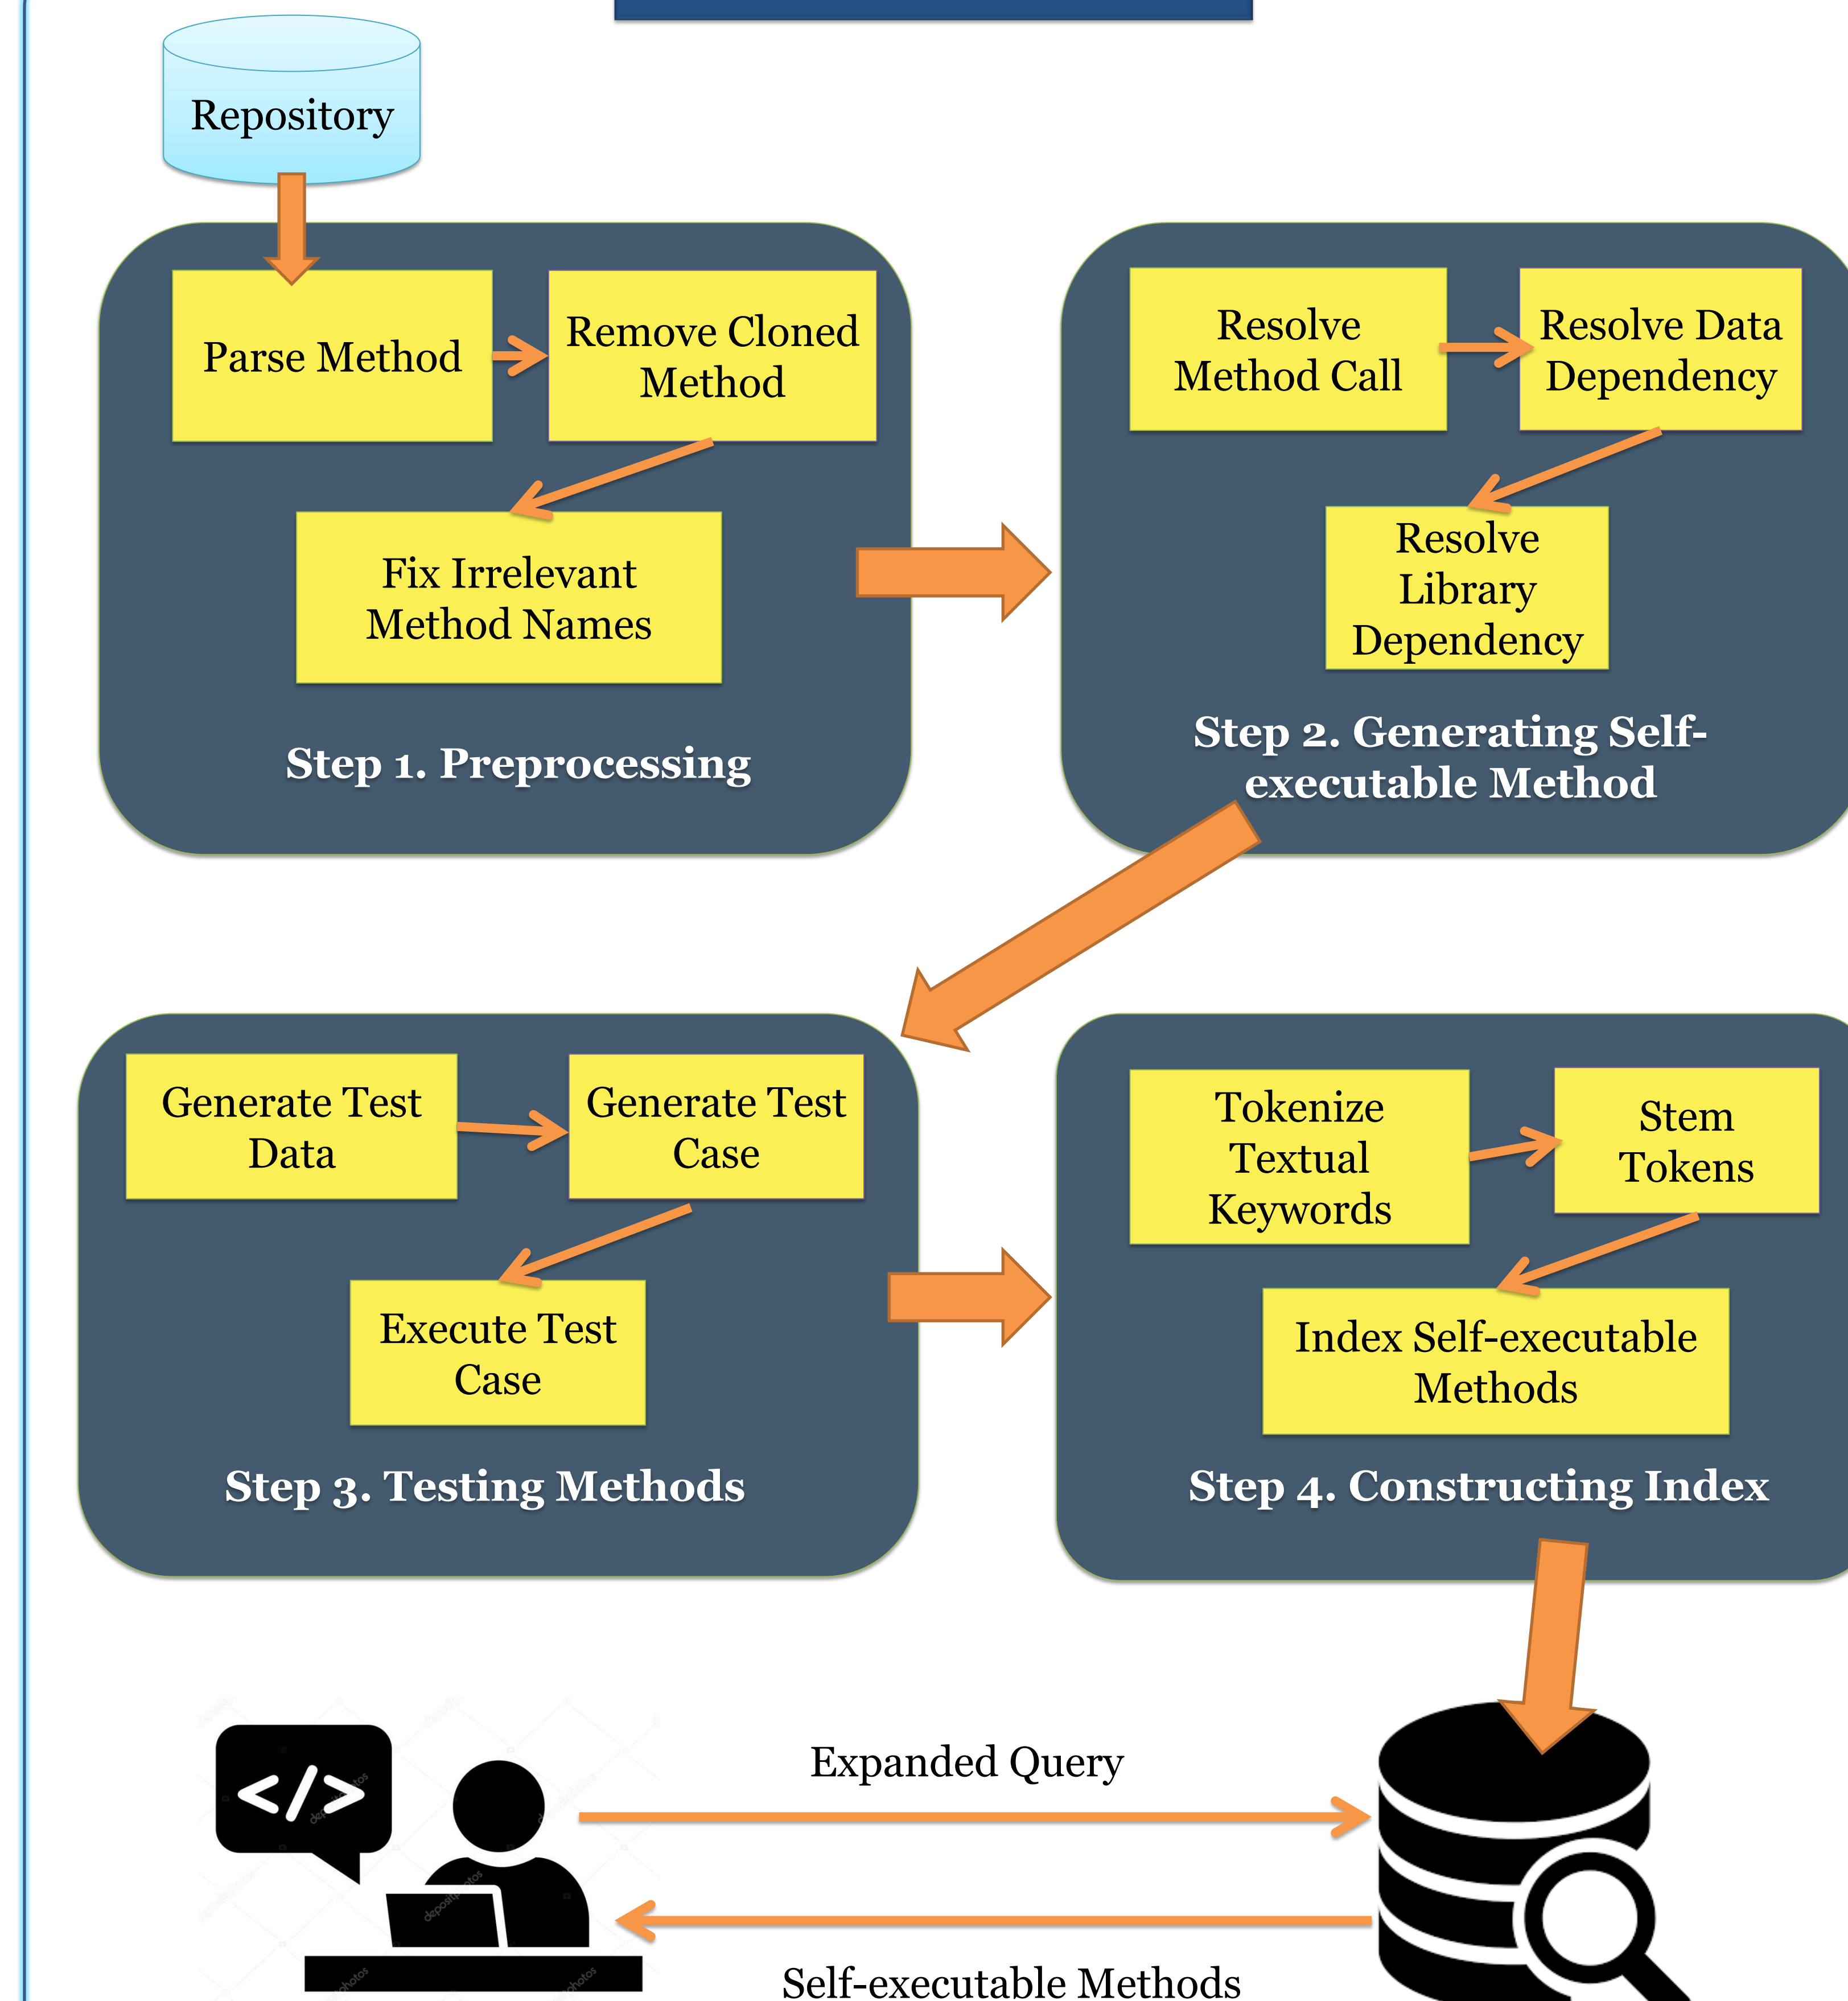 Repository
Parse Method
Remove Cloned
Method
Fix Irrelevant
Method Names
Step 1. Preprocessing
Resolve
Method Call
Resolve Data
Dependency
Resolve
Library
Dependency
Step 2. Generating Self-
executable Method
Generate Test
Data
Generate Test
Case
Execute Test
Case
Step 3. Testing Methods
Tokenize
Textual
Keywords
Stem
Tokens
Index Self-executable
Methods
Step 4. Constructing Index
</>
Expanded Query
Self-executable Methods
depositphotos